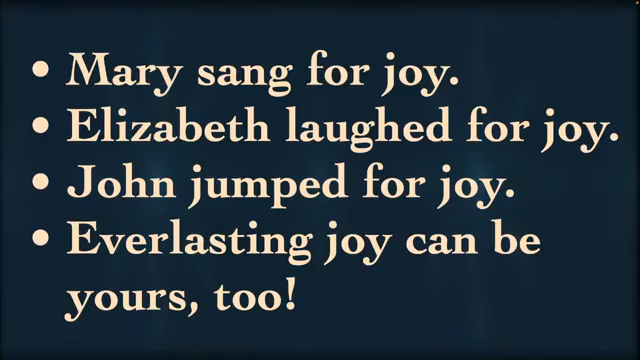 • Mary sang for joy.
• Elizabeth laughed for joy.
• John jumped for joy.
• Everlasting joy can be
yours, too!